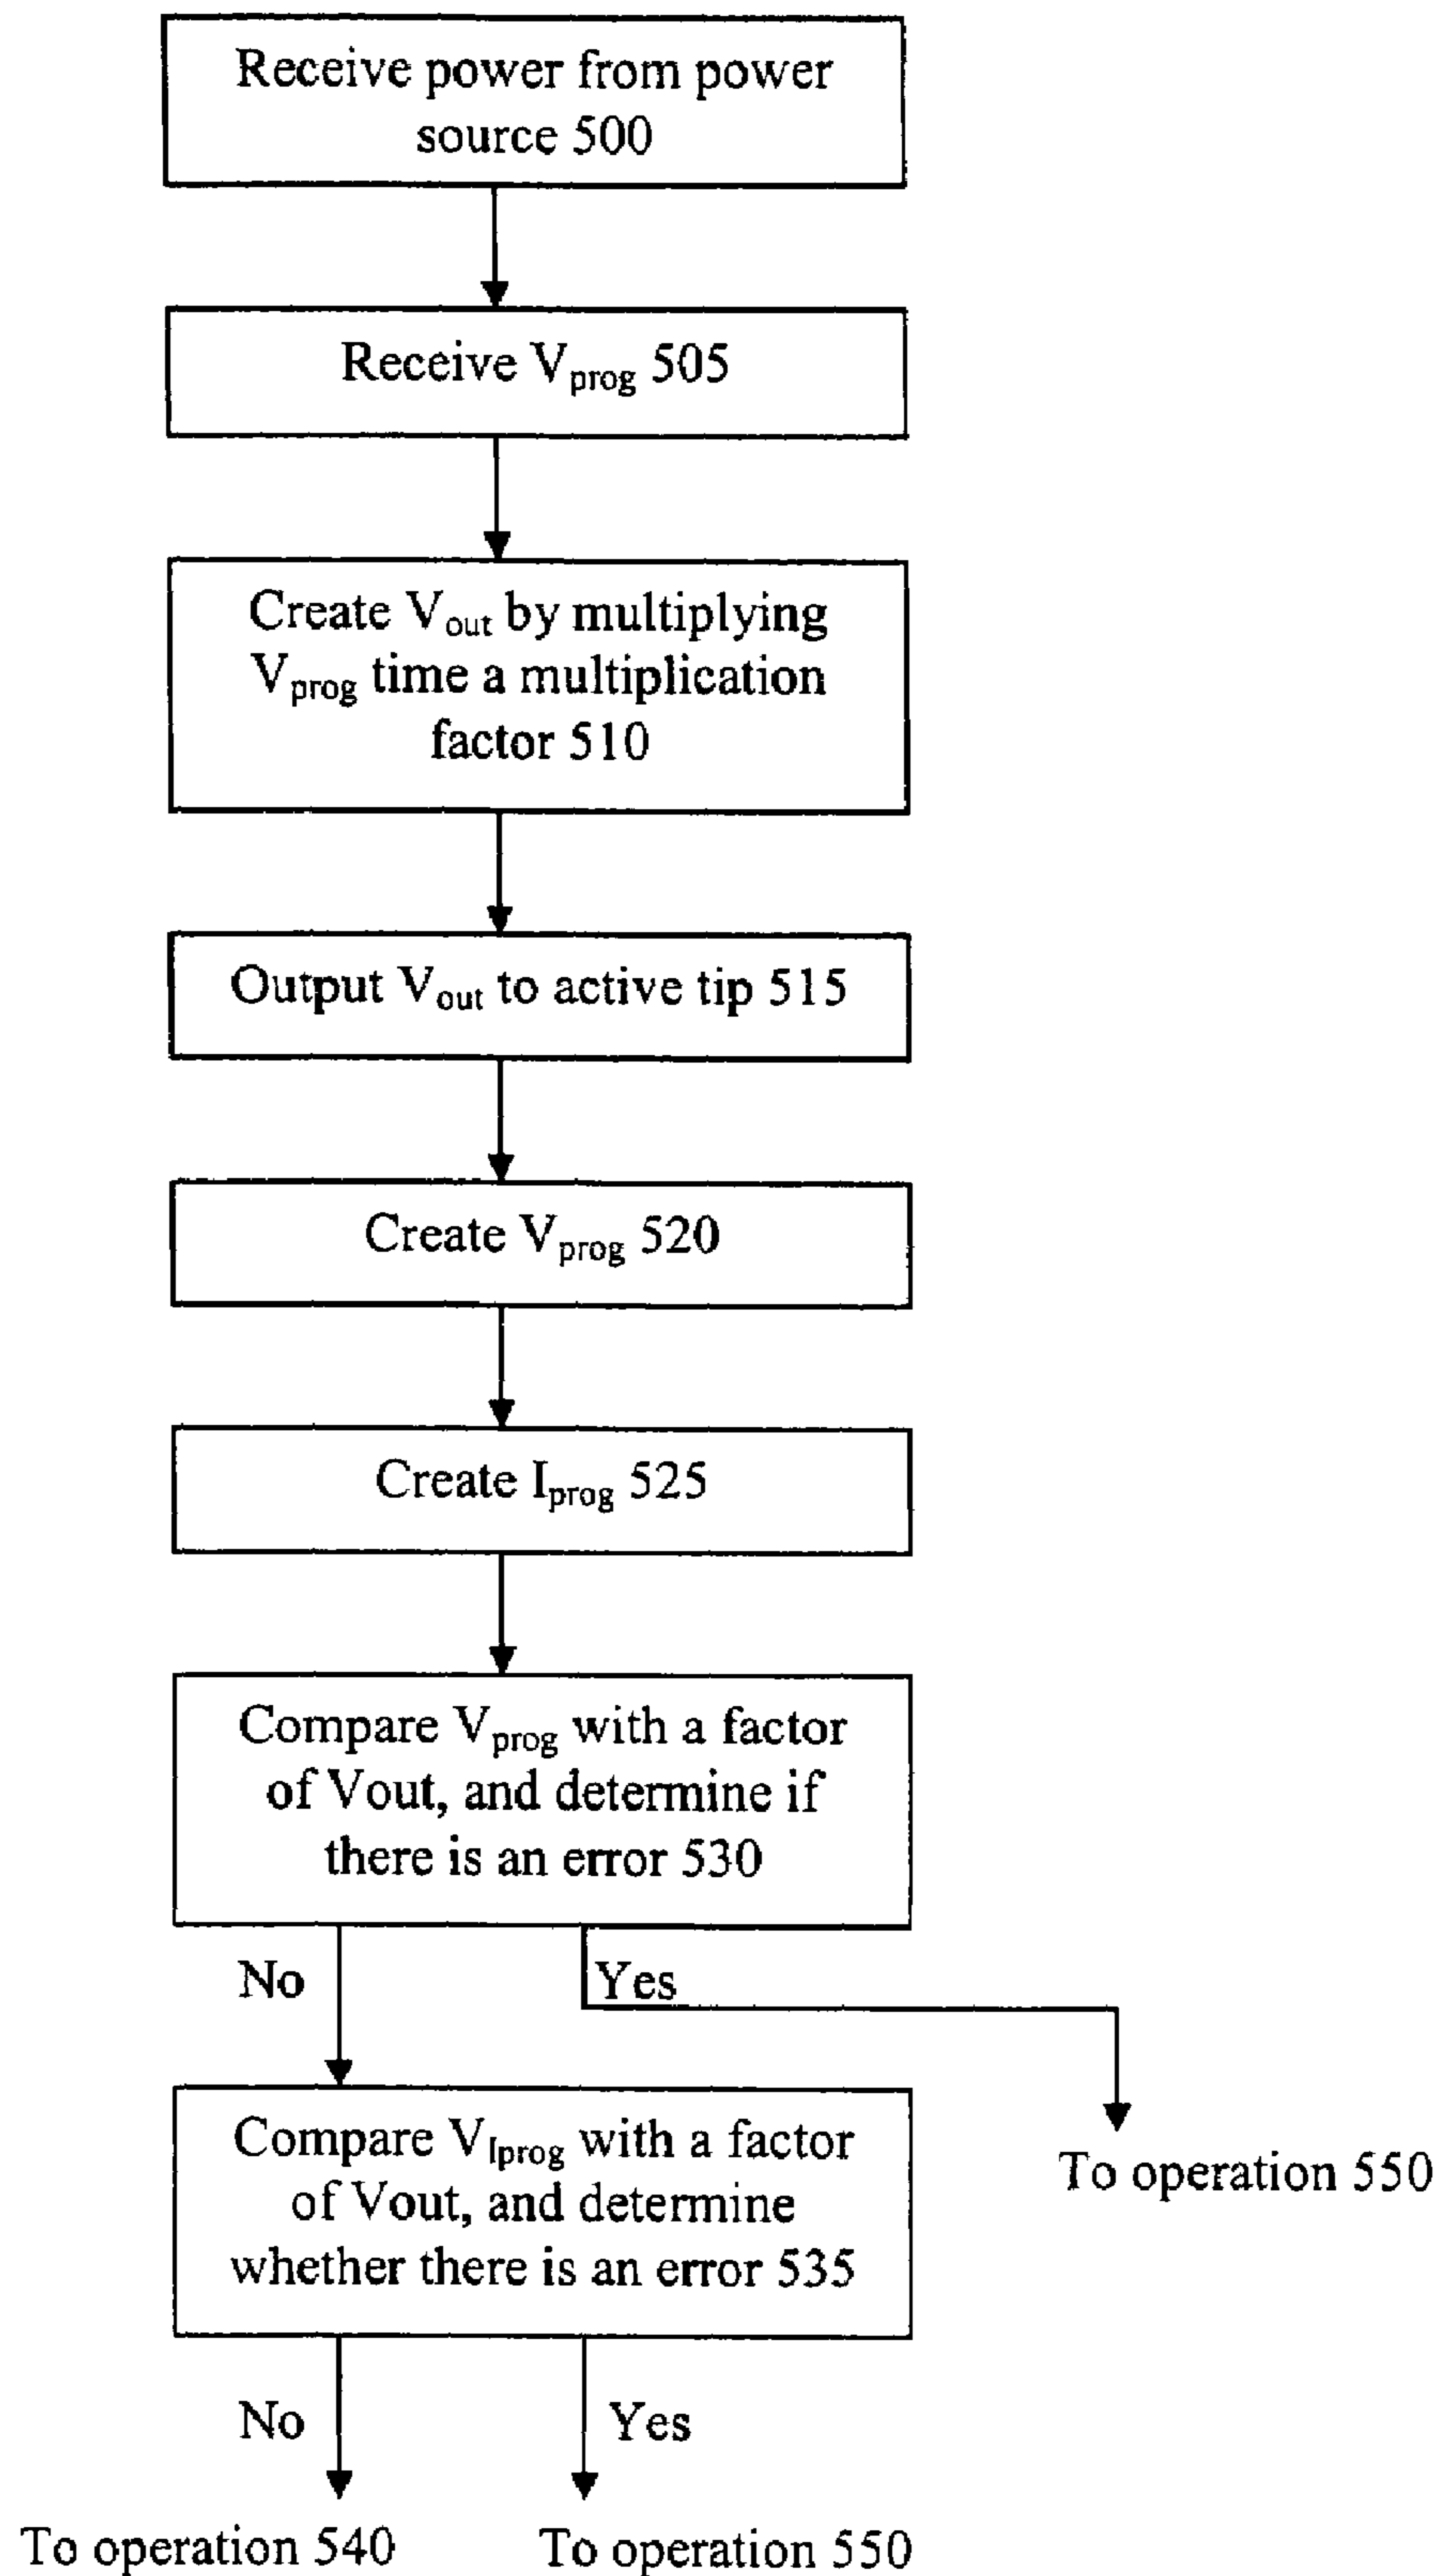 Receive power from power
source 500
Receive Vprog 505
Create Vout by multiplying
Vprog time a multiplication
factor 510
Output Vout to active tip 515
Create Vprog 520
Create Iprog 525
Compare Vprog with a factor
of Vout, and determine if
there is an error 530
No
Yes
Compare VIprog with a factor
of Vout, and determine
whether there is an error 535
To operation 550
No
Yes
To operation 540
To operation 550